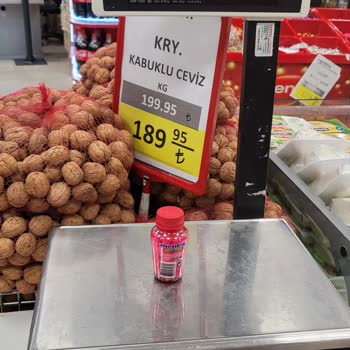 KRY.
KABUKLU CEVİZ
KG
199.95
189 95
₺